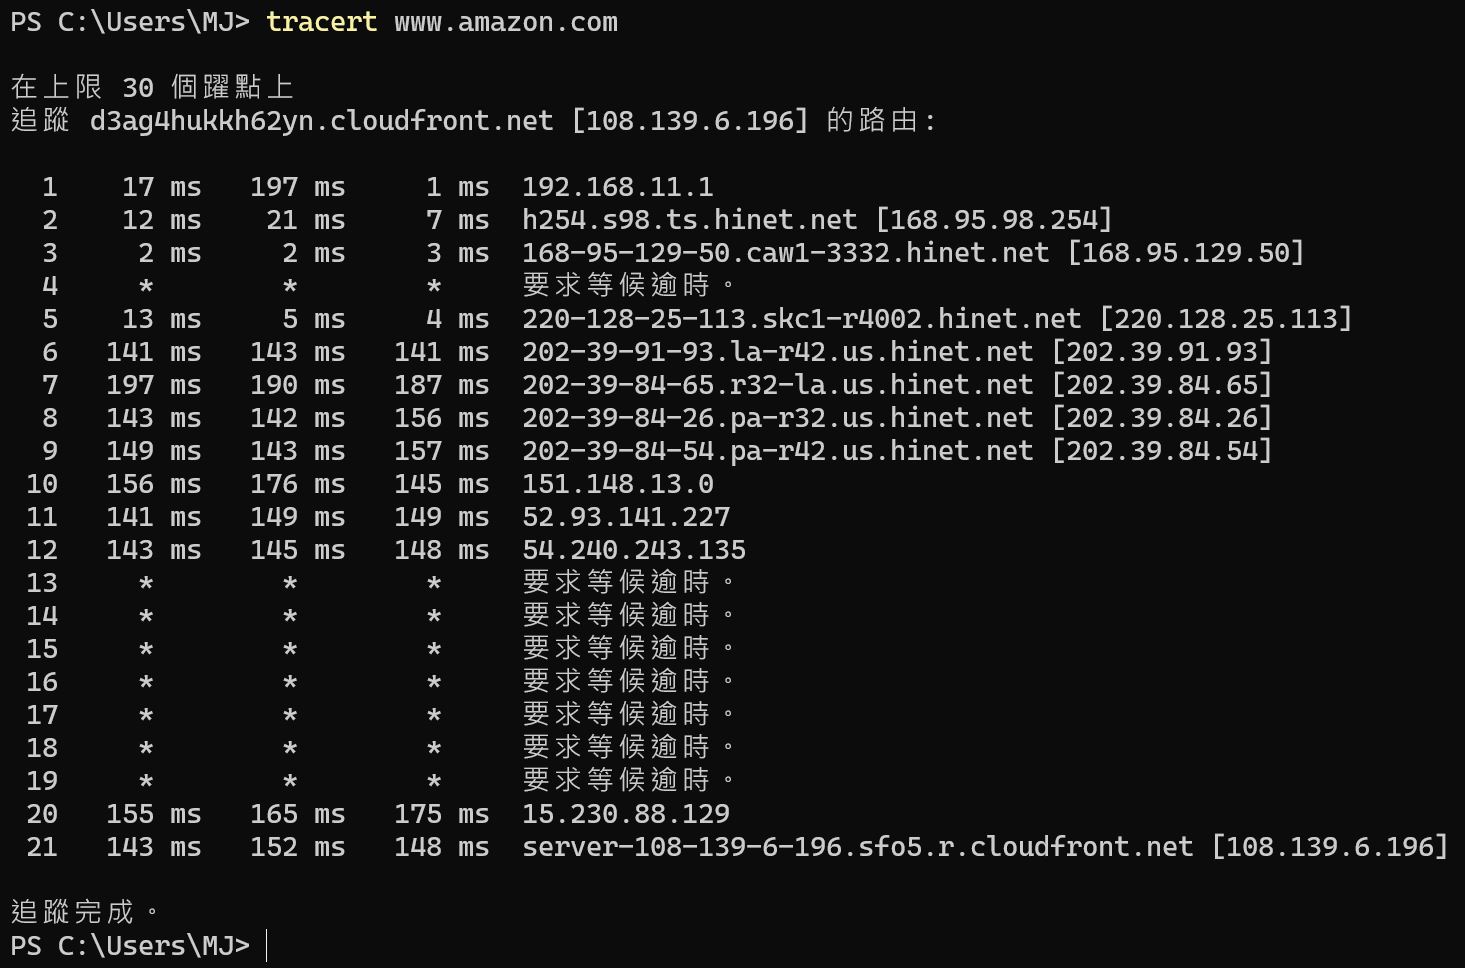 PS C:\Users\MJ> tracert www.amazon.com
在上限 30 個躍點上
追蹤 d3ag4hukkh62yn.cloudfront.net [108.139.6.196] 的路由:
1 17 ms 197 ms 1 ms 192.168.11.1
2 12 ms 21 ms 7 ms h254.s98.ts.hinet.net [168.95.98.254]
3 2 ms 2 ms 3 ms 168-95-129-50.caw1-3332.hinet.net [168.95.129.50]
4 * * * 要求等候逾時。
5 13 ms 5 ms 4 ms 220-128-25-113.skc1-r4002.hinet.net [220.128.25.113]
6 141 ms 143 ms 141 ms 202-39-91-93.la-r42.us.hinet.net [202.39.91.93]
7 197 ms 190 ms 187 ms 202-39-84-65.r32-la.us.hinet.net [202.39.84.65]
8 143 ms 142 ms 156 ms 202-39-84-26.pa-r32.us.hinet.net [202.39.84.26]
9 149 ms 143 ms 157 ms 202-39-84-54.pa-r42.us.hinet.net [202.39.84.54]
10 156 ms 176 ms 145 ms 151.148.13.0
11 141 ms 149 ms 149 ms 52.93.141.227
12 143 ms 145 ms 148 ms 54.240.243.135
13 * * * 要求等候逾時。
14 * * * 要求等候逾時。
15 * * * 要求等候逾時。
16 * * * 要求等候逾時。
17 * * * 要求等候逾時。
18 * * * 要求等候逾時。
19 * * * 要求等候逾時。
20 155 ms 165 ms 175 ms 15.230.88.129
21 143 ms 152 ms 148 ms server-108-139-6-196.sfo5.r.cloudfront.net [108.139.6.196]
追蹤完成。
PS C:\Users\MJ>